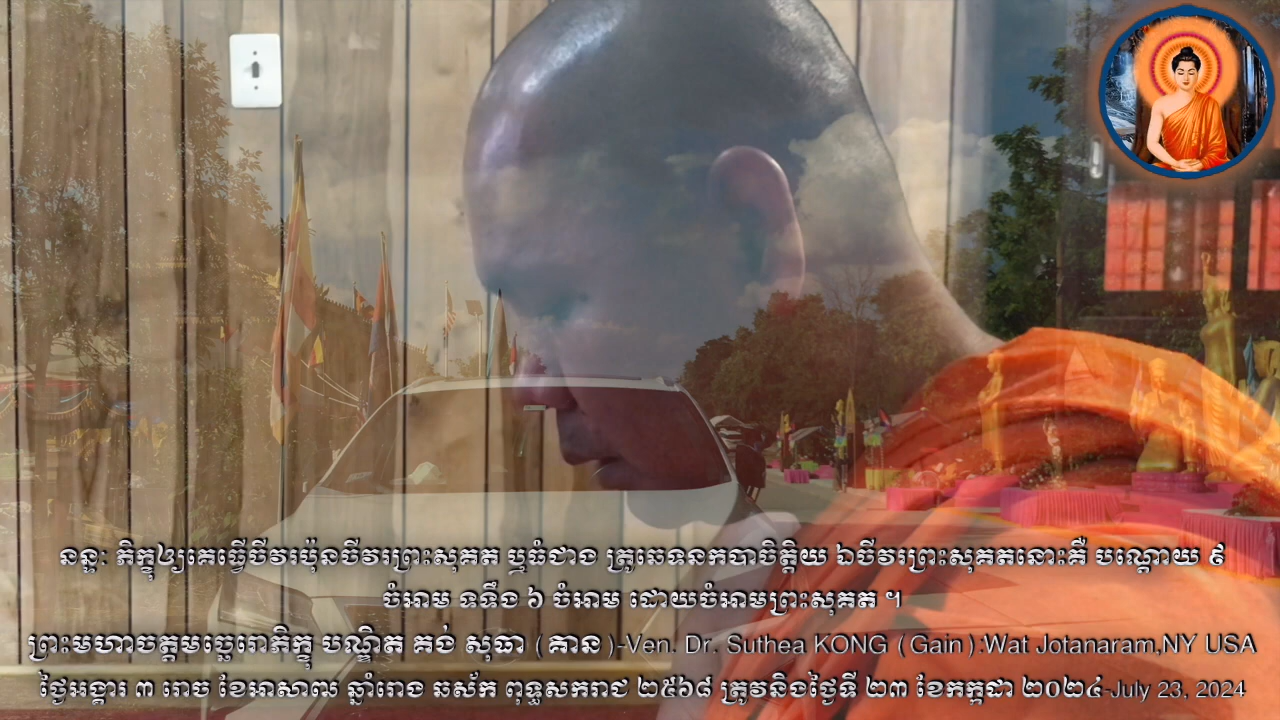 នន្ទៈ ភិក្ខុឲ្យគេធ្វើចីវរប៉ុនចីវរព្រះសុគត ឬធំជាង ត្រូវឆេទនកបាចិត្តិយ ឯចីវរព្រះសុគតនោះគឺ បណ្តោយ ៩
ចំអាម ទទឹង ៦ ចំអាម ដោយចំអាមព្រះសុគត ។
ព្រះមហាចត្តមច្ឆេរោភិក្ខុ បណ្ឌិត គង់ សុធា (គាន)-Ven. Dr. Suthea KONG (Gain):Wat Jotanaram,NY USA
ថ្ងៃអង្គារ ៣ រោច ខែអាសាឍ ឆ្នាំរោង ឆស័ក ពុទ្ធសករាជ ២៥៦៨ ត្រូវនិងថ្ងៃទី ២៣ ខែកក្កដា ២០២៤-July 23, 2024